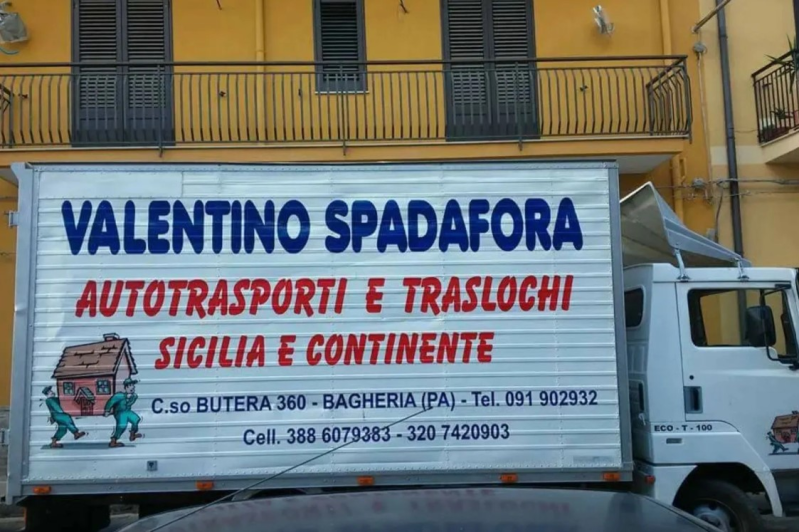 VALENTINO SPADAFORA
AUTOTRASPORTI E TRASLOCHI
SICILIA E CONTINENTE
C.so BUTERA 360 - BAGHERIA (PA) - Tel. 091 902932
Cell. 388 6079383 - 320 7420903
ECO - T - 100